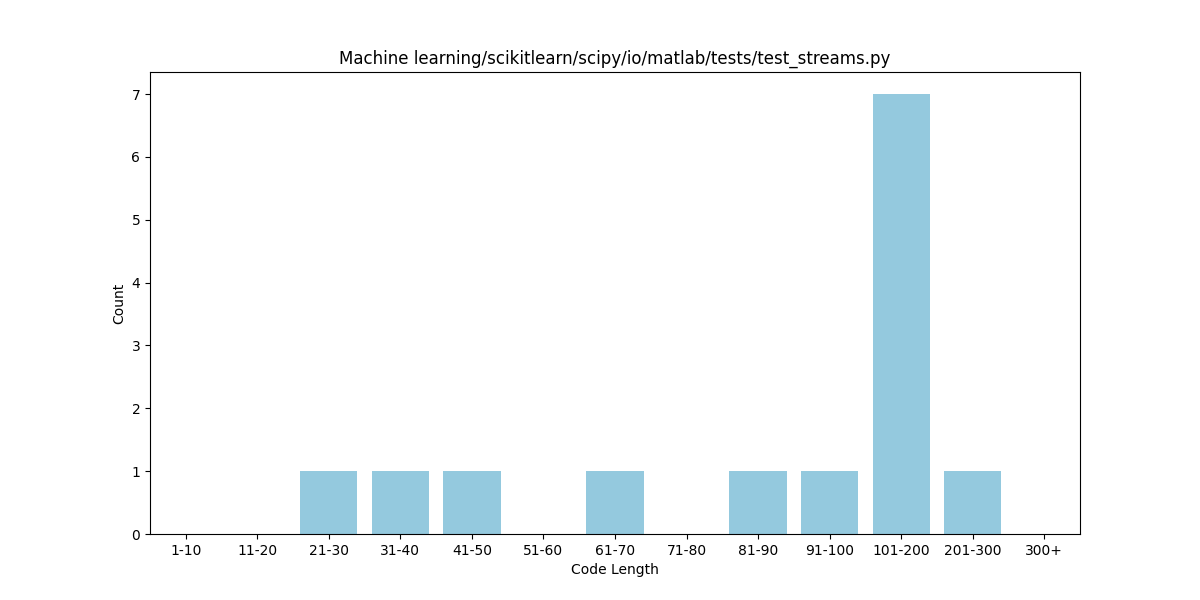 Machine learning/scikitlearn/scipy/io/matlab/tests/test_streams.py
7
6
5
4
3
2
1
0
Count
1-10 11-20 21-30 31-40 41-50 51-60 61-70 71-80 81-90 91-100 101-200 201-300 300+
Code Length